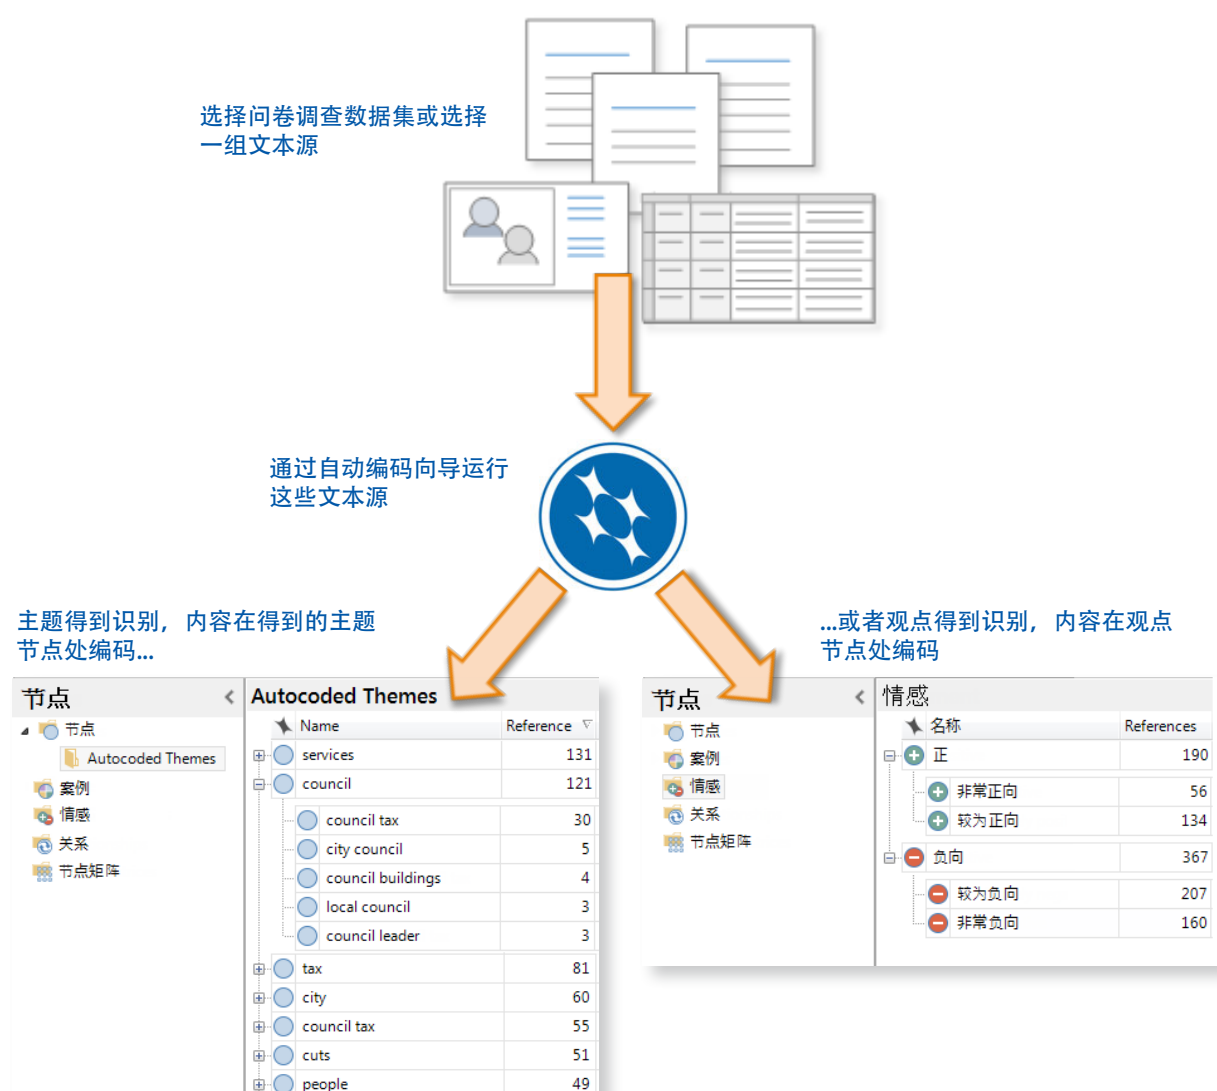 选择问卷调查数据集或选择
一组文本源
通过自动编码向导运行
这些文本源
主题得到识别，内容在得到的主题
节点处编码...
...或者观点得到识别，内容在观点
节点处编码
节点
节点
Autocoded Themes
案例
情感
关系
节点矩阵
Autocoded Themes
Name Reference
services 131
council 121
council tax 30
city council 5
council buildings 4
local council 3
council leader 3
tax 81
city 60
council tax 55
cuts 51
people 49
节点
节点
案例
情感
关系
节点矩阵
情感
名称 References
正 190
非常正向 56
较为正向 134
负向 367
较为负向 207
非常负向 160